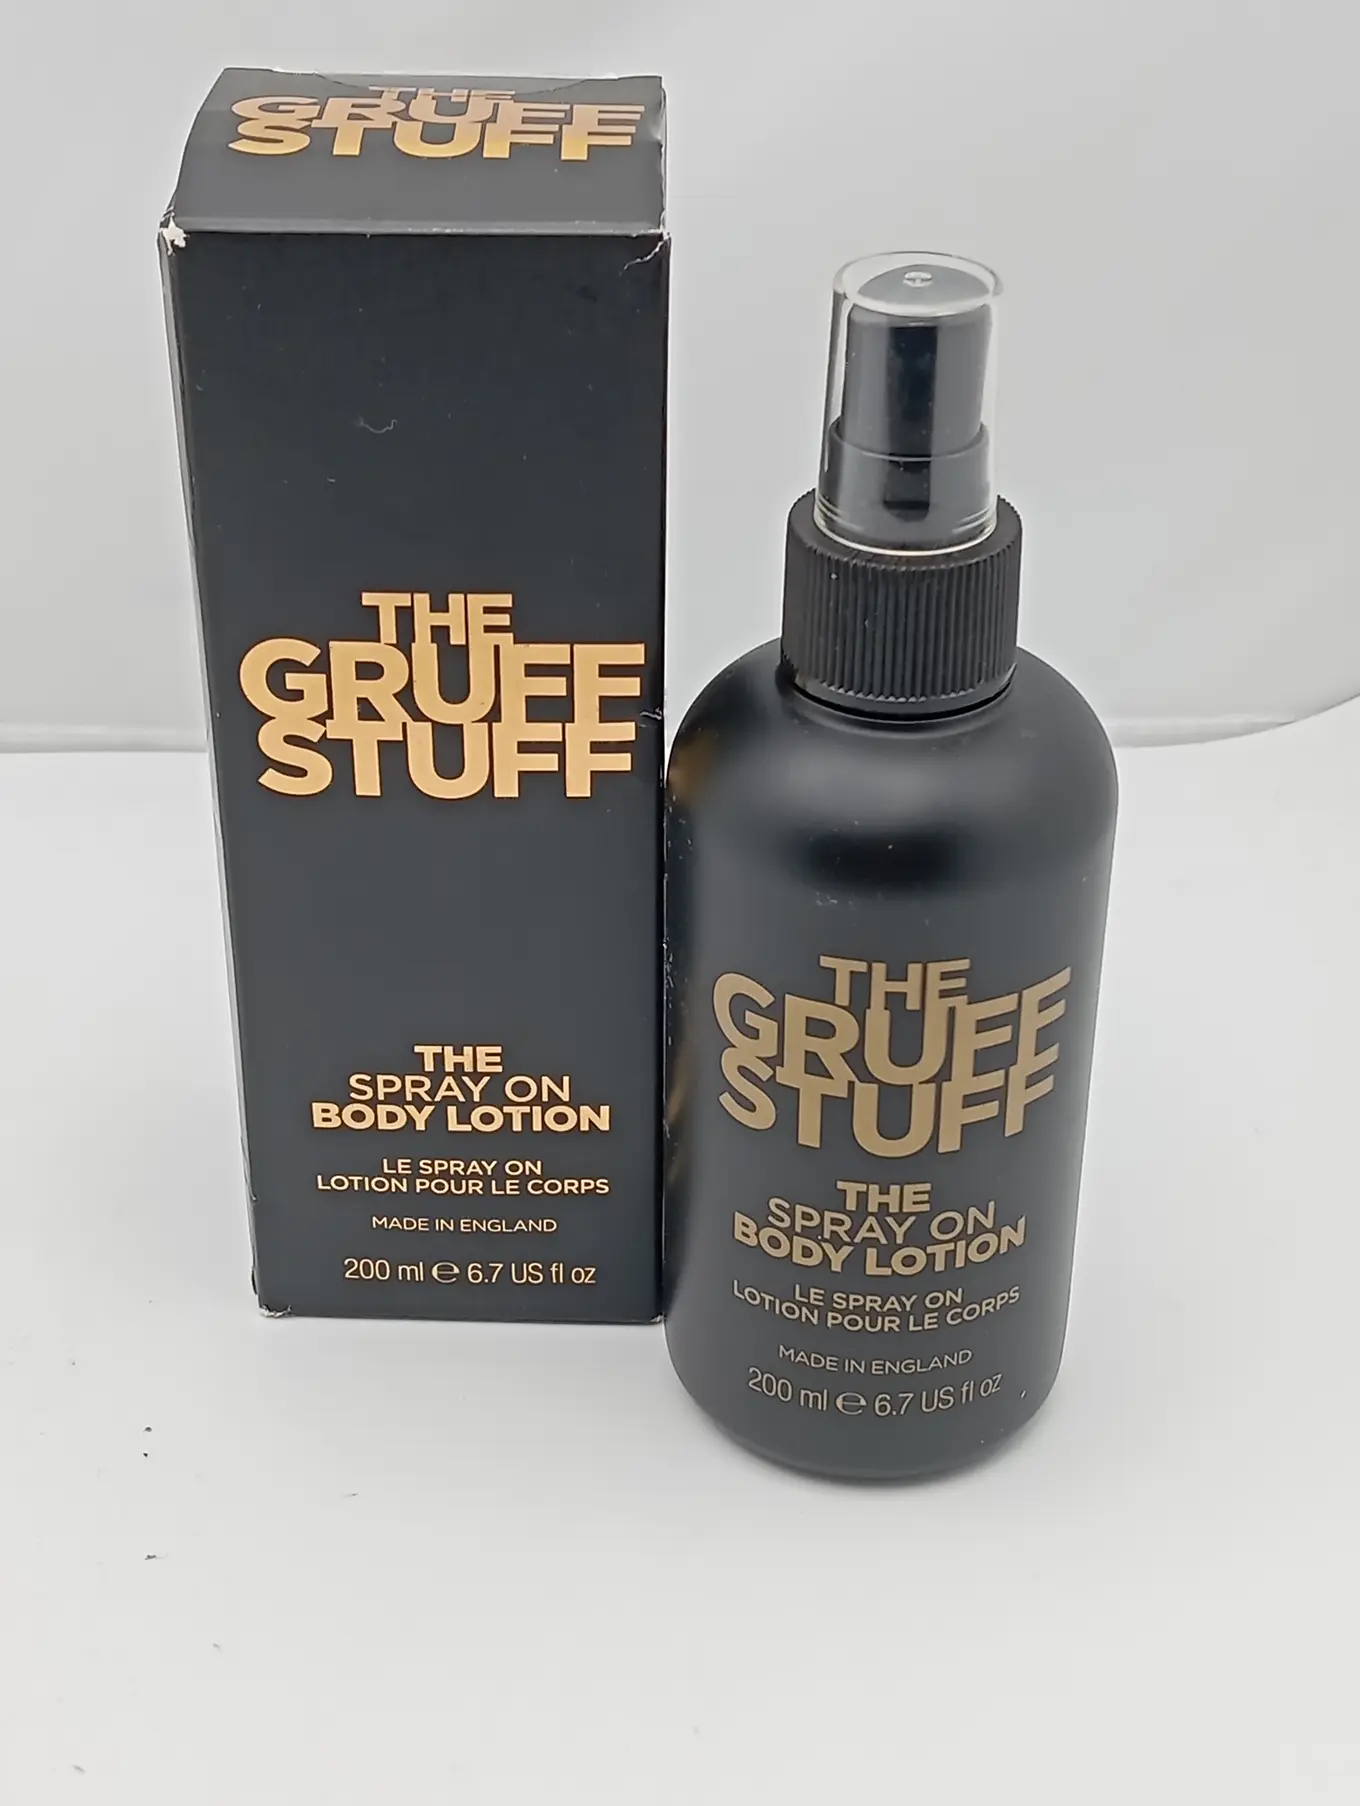 THE
GRUFF
STUFF
THE
GRUFF
STUFF
THE
SPRAY ON
BODY LOTION
LE SPRAY ON
LOTION POUR LE CORPS
MADE IN ENGLAND
200 ml ℮ 6.7 US fl oz
THE
GRUFF
STUFF
THE
SPRAY ON
BODY LOTION
LE SPRAY ON
LOTION POUR LE CORPS
MADE IN ENGLAND
200 ml ℮ 6.7 US fl oz